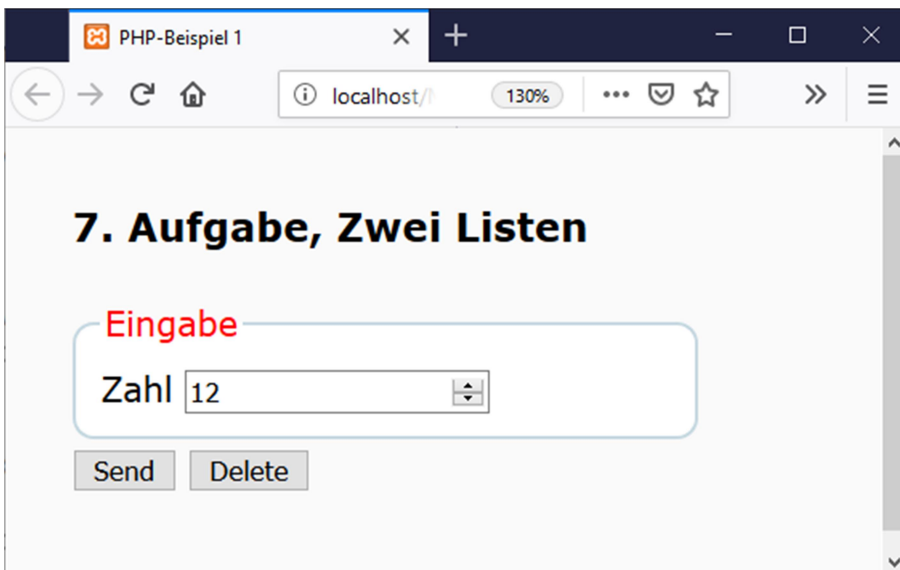 PHP-Beispiel 1
localhost/
130%
7. Aufgabe, Zwei Listen
Eingabe
Zahl 12
Send Delete